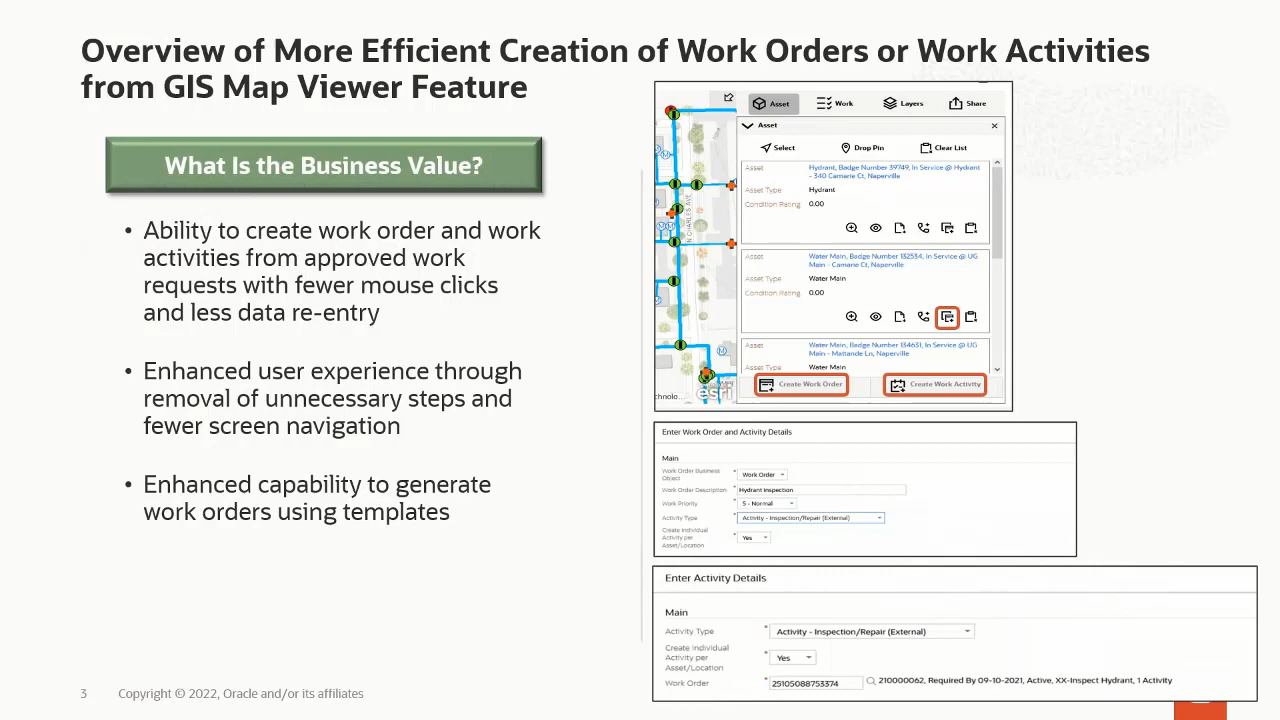 Overview of More Efficient Creation of Work Orders or Work Activities
from GIS Map Viewer Feature
What Is the Business Value?
• Ability to create work order and work
activities from approved work
requests with fewer mouse clicks
and less data re-entry
• Enhanced user experience through
removal of unnecessary steps and
fewer screen navigation
• Enhanced capability to generate
work orders using templates
Asset Work Layers Share
Asset
Select Drop Pin Clear List
Asset Hydrant, Badge Number 39749, In Service @ Hydrant
- 340 Camarie Ct, Naperville
Asset Type Hydrant
Condition Rating 0.00
Asset Water Main, Badge Number 132534, In Service @ UG
Main - Camarie Ct, Naperville
Asset Type Water Main
Condition Rating 0.00
Asset Water Main, Badge Number 134631, In Service @ UG
Main - Mattande Ln, Naperville
Asset Type Water Main
Create Work Order Create Work Activity
N CHARLES AVE
esri
Enter Work Order and Activity Details
Main
Work Order Business
Object * Work Order
Work Order Description * Hydrant Inspection
Work Priority * 5 - Normal
Activity Type * Activity - Inspection/Repair (External)
Create Individual
Activity per
Asset/Location * Yes
Enter Activity Details
Main
Activity Type * Activity - Inspection/Repair (External)
Create Individual
Activity per
Asset/Location * Yes
Work Order * 25105088753374 210000062, Required By 09-10-2021, Active, XX-Inspect Hydrant, 1 Activity
3 Copyright © 2022, Oracle and/or its affiliates